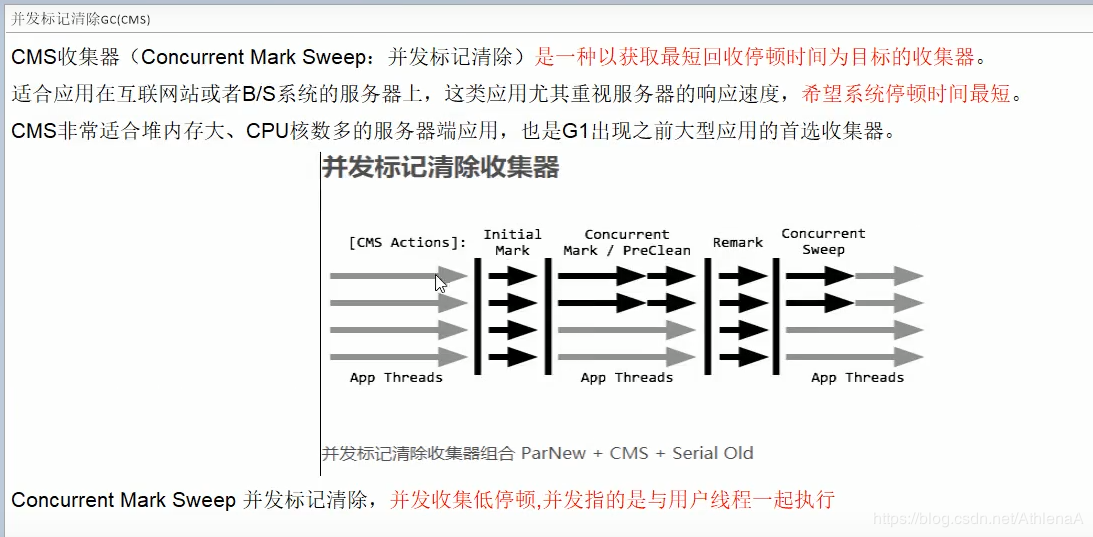 并发标记清除GC(CMS)
CMS收集器（Concurrent Mark Sweep：并发标记清除）是一种以获取最短回收停顿时间为目标的收集器。
适合应用在互联网站或者B/S系统的服务器上，这类应用尤其重视服务器的响应速度，希望系统停顿时间最短。
CMS非常适合堆内存大、CPU核数多的服务器端应用，也是G1出现之前大型应用的首选收集器。
并发标记清除收集器
[CMS Actions]:
Initial
Mark
Concurrent
Mark / PreClean
Remark
Concurrent
Sweep
App Threads
App Threads
App Threads
并发标记清除收集器组合 ParNew + CMS + Serial Old
Concurrent Mark Sweep 并发标记清除，并发收集低停顿,并发指的是与用户线程一起执行
https://blog.csdn.net/AthlenaA